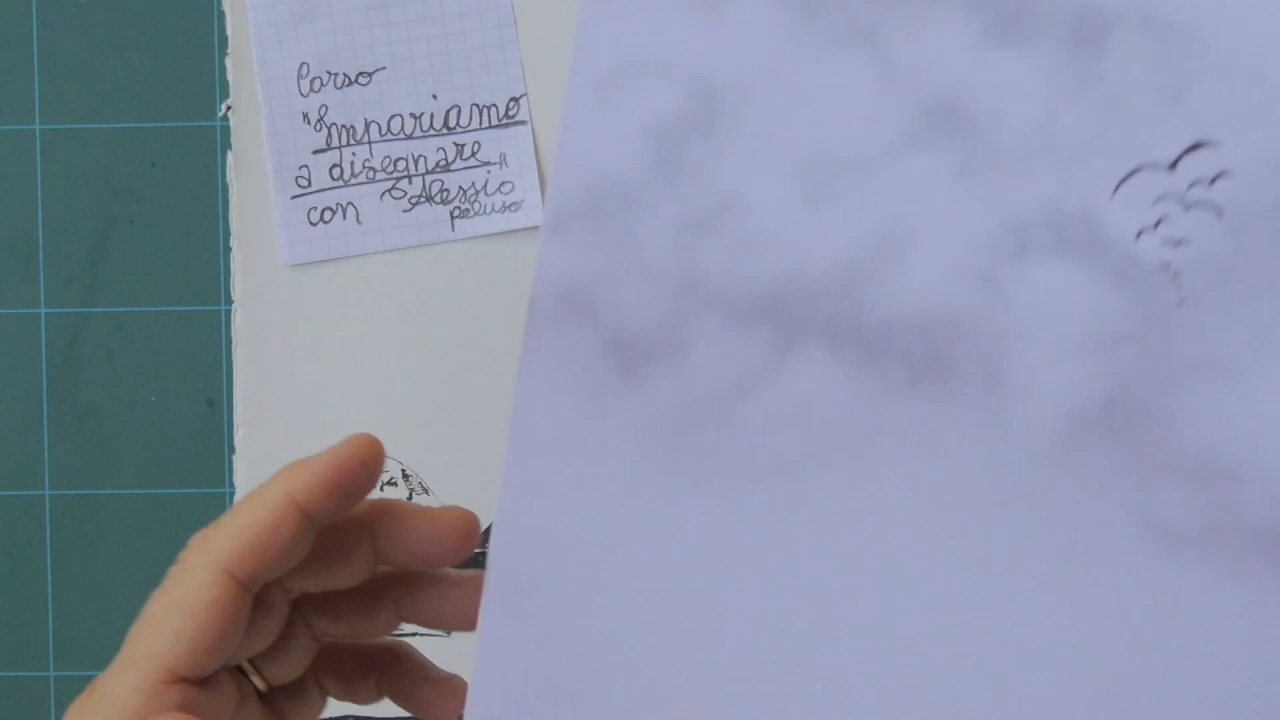 Corso
"Impariamo
a disegnare"
con Alessio
peluso